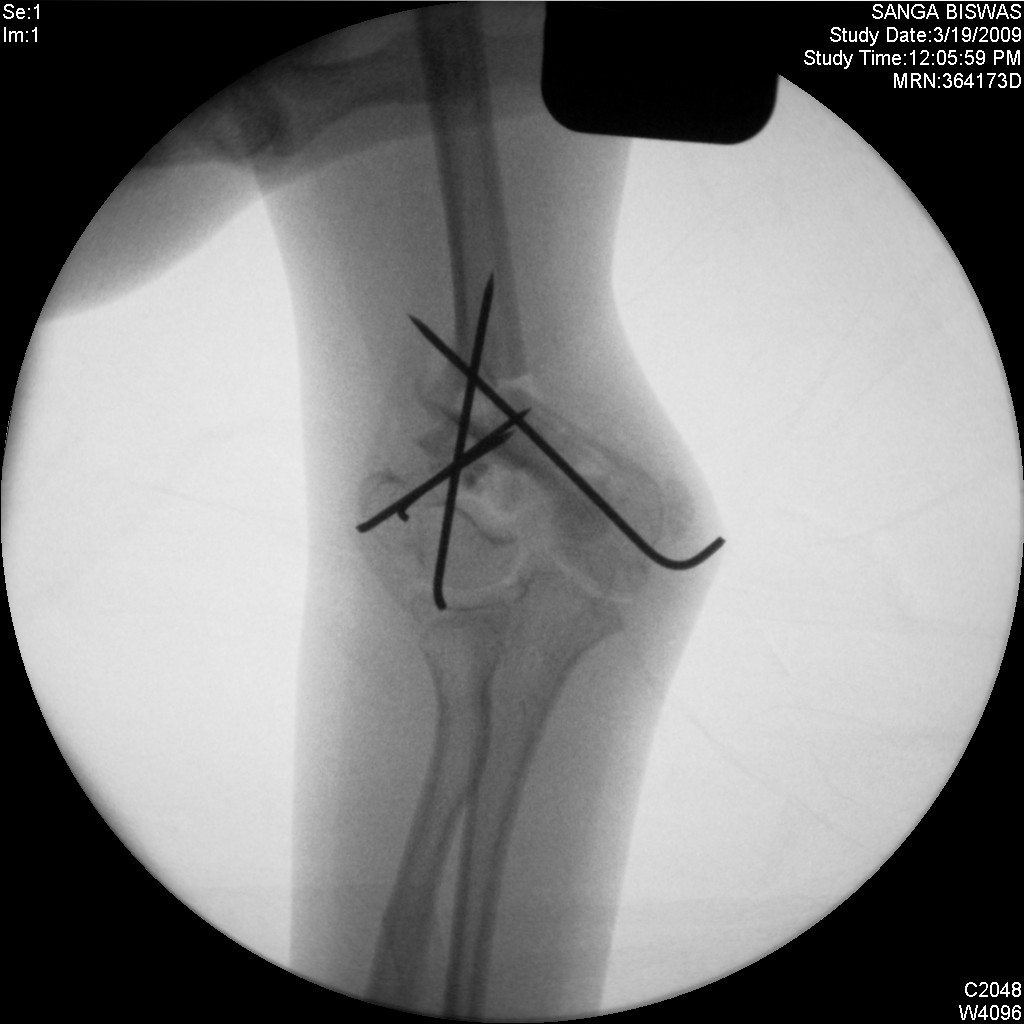 Se:1
Im:1
SANGA BISWAS
Study Date:3/19/2009
Study Time:12:05:59 PM
MRN:364173D
C2048
W4096